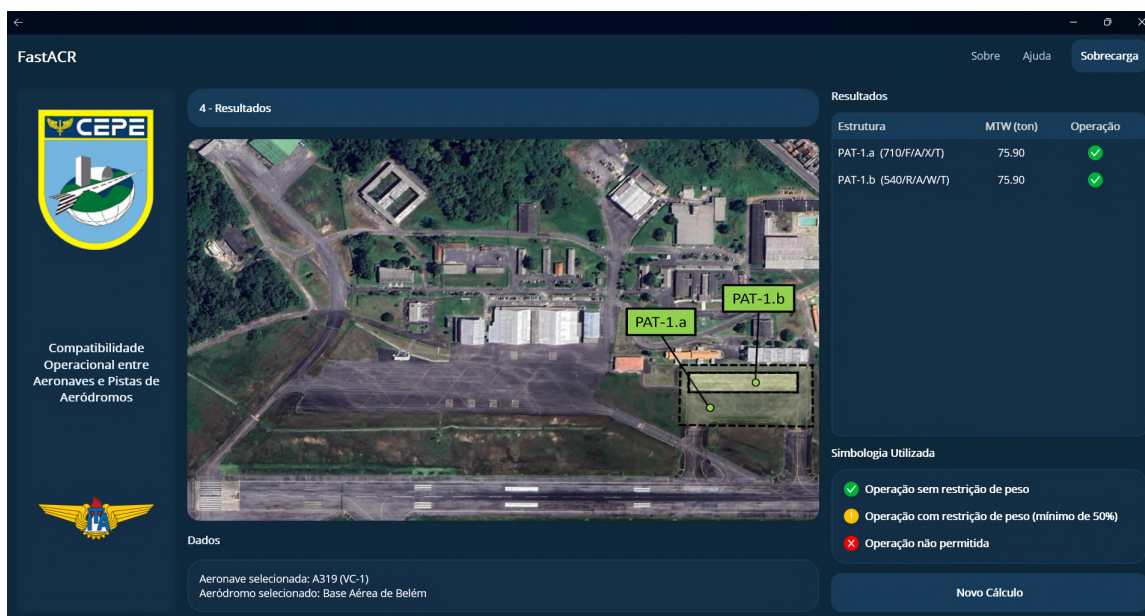 FastACR
Sobre
Ajuda
Sobrecarga
CEPE
Compatibilidade
Operacional entre
Aeronaves e Pistas de
Aeródromos
ITA
4 - Resultados
PAT-1.b
PAT-1.a
Dados
Aeronave selecionada: A319 (VC-1)
Aeródromo selecionado: Base Aérea de Belém
Resultados
Estrutura MTW (ton) Operação
PAT-1.a (710/F/A/X/T) 75.90
PAT-1.b (540/R/A/W/T) 75.90
Simbologia Utilizada
Operação sem restrição de peso
Operação com restrição de peso (mínimo de 50%)
Operação não permitida
Novo Cálculo